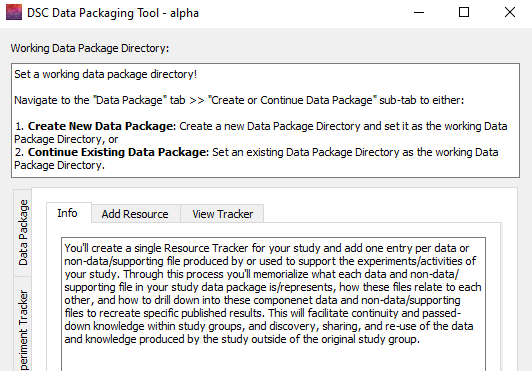 DSC Data Packaging Tool - alpha
Working Data Package Directory:
Set a working data package directory!
Navigate to the "Data Package" tab >> "Create or Continue Data Package" sub-tab to either:
1. Create New Data Package: Create a new Data Package Directory and set it as the working Data
Package Directory, or
2. Continue Existing Data Package: Set an existing Data Package Directory as the working Data
Package Directory.
Data Package
periment Tracker
Info
Add Resource
View Tracker
You'll create a single Resource Tracker for your study and add one entry per data or
non-data/supporting file produced by or used to support the experiments/activities
of your study. Through this process you'll memorialize what each data and non-data/
supporting file in your study data package is/represents, how these files relate to each
other, and how to drill down into these componenet data and non-data/supporting
files to recreate specific published results. This will facilitate continuity and passed-
down knowledge within study groups, and discovery, sharing, and re-use of the data
and knowledge produced by the study outside of the original study group.